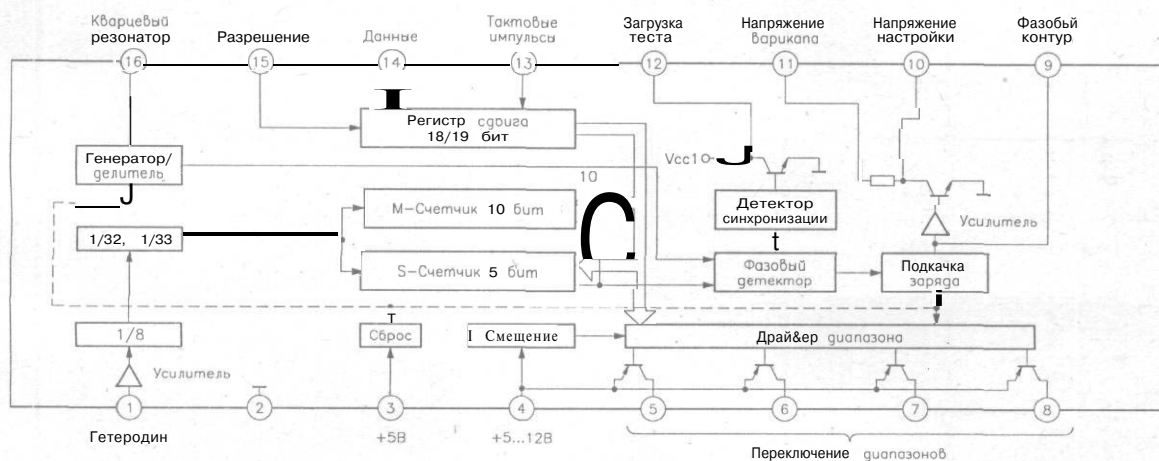 Кварцевый
резонатор
Разрешение
Данные
Тактовые
импульсы
Загрузка
теста
Напряжение
варикапа
Напряжение
настройки
Фазобьй
контур
16
15
14
13
12
11
10
9
Регистр сдвига
18/19 бит
Генератор/
делитель
Vcc1
10
М-Счетчик 10 бит
Детектор
синхронизации
Усилитель
1/32, 1/33
S-Счетчик 5 бит
Фазовый
детектор
Подкачка
заряда
1/8
Сброс
I Смещение
Драй&ер диапазона
Усилитель
1
2
3
4
5
6
7
8
Гетеродин
+5В
+5...12В
Переключение диапазонов